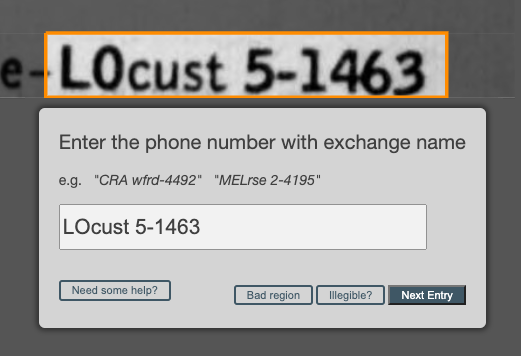 e-LOcust 5-1463
Enter the phone number with exchange name
e.g. "CRA wfrd-4492" "MELrse 2-4195"
LOcust 5-1463
Need some help?
Bad region
Illegible?
Next Entry